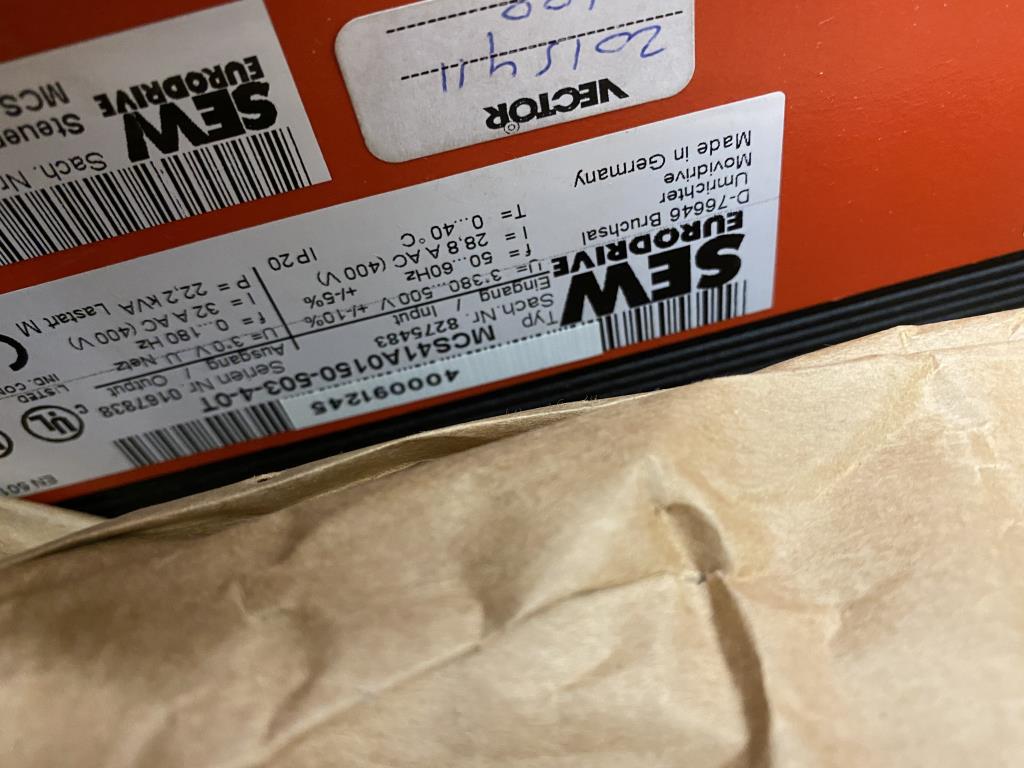 400091245
Typ MCS41A0150-503-4-0T
Sach.Nr. 8275483
Serien Nr 0167838
Eingang / Input
U= 3*380...500 V +/-10%
f = 50...60Hz +/-5%
I = 28,8 A AC (400 V)
T= 0...40 °C
IP20
Ausgang / Output
U= 3*0 V..U Netz
f = 0...180 Hz
I = 32 A AC (400 V)
P = 22,2 kVA Lastart M
C
UL
LISTED
EN 501
SEW
EURODRIVE
D-76646 Bruchsal
Umrichter
Movidrive
Made in Germany
Sach. Nr
SEW
EURODRIVE
Steuer
MCS
VECTOR